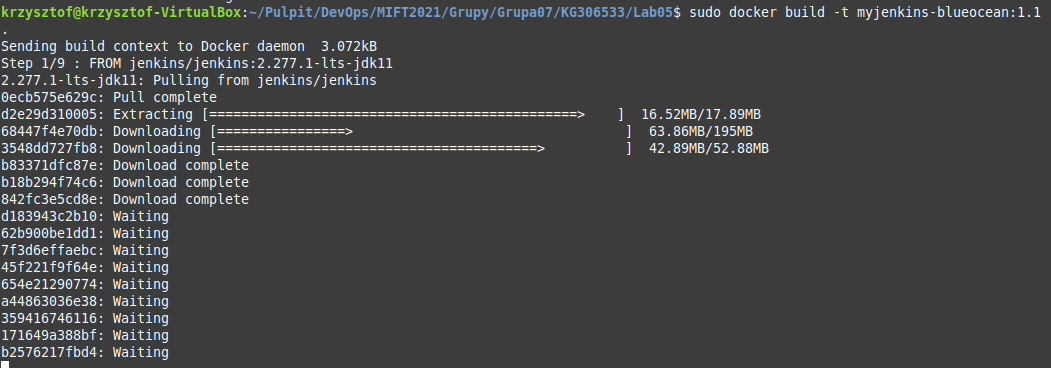 krzysztof@krzysztof-VirtualBox:~/Pulpit/DevOps/MIFT2021/Grupy/Grupa07/KG306533/Lab05$ sudo docker build -t myjenkins-blueocean:1.1
.
Sending build context to Docker daemon  3.072kB
Step 1/9 : FROM jenkins/jenkins:2.277.1-lts-jdk11
2.277.1-lts-jdk11: Pulling from jenkins/jenkins
0ecb575e629c: Pull complete
d2e29d310005: Extracting [==============================================>    ]  16.52MB/17.89MB
68447f4e70db: Downloading [================>                                  ]  63.86MB/195MB
3548dd727fb8: Downloading [========================================>          ]  42.89MB/52.88MB
b83371dfc87e: Download complete
b18b294f74c6: Download complete
842fc3e5cd8e: Download complete
d183943c2b10: Waiting
62b900be1dd1: Waiting
7f3d6effaebc: Waiting
45f221f9f64e: Waiting
654e21290774: Waiting
a44863036e38: Waiting
359416746116: Waiting
171649a388bf: Waiting
b2576217fbd4: Waiting